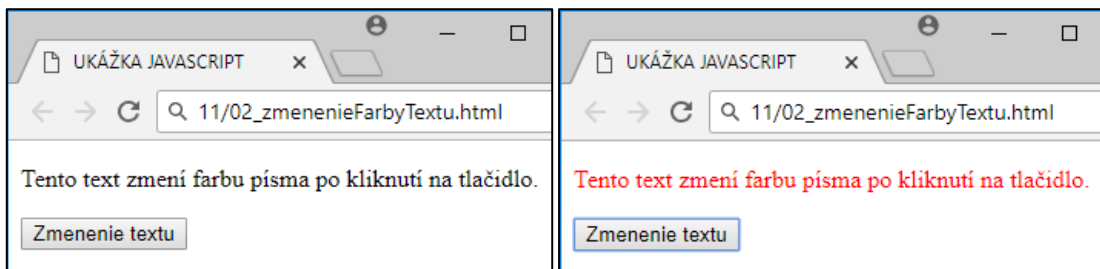 UKÁŽKA JAVASCRIPT
11/02_zmenenieFarbyTextu.html
Tento text zmení farbu písma po kliknutí na tlačidlo.
Zmenenie textu
UKÁŽKA JAVASCRIPT
11/02_zmenenieFarbyTextu.html
Tento text zmení farbu písma po kliknutí na tlačidlo.
Zmenenie textu